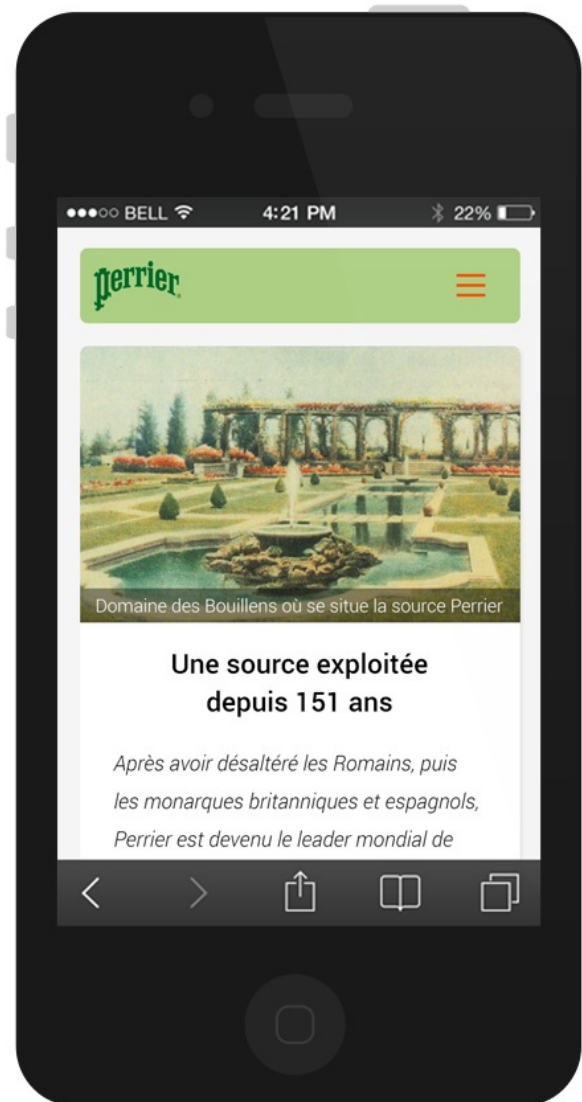 BELL 4:21 PM 22%
perrier
Domaine des Bouillens où se situe la source Perrier
Une source exploitée
depuis 151 ans
Après avoir désaltéré les Romains, puis
les monarques britanniques et espagnols,
Perrier est devenu le leader mondial de